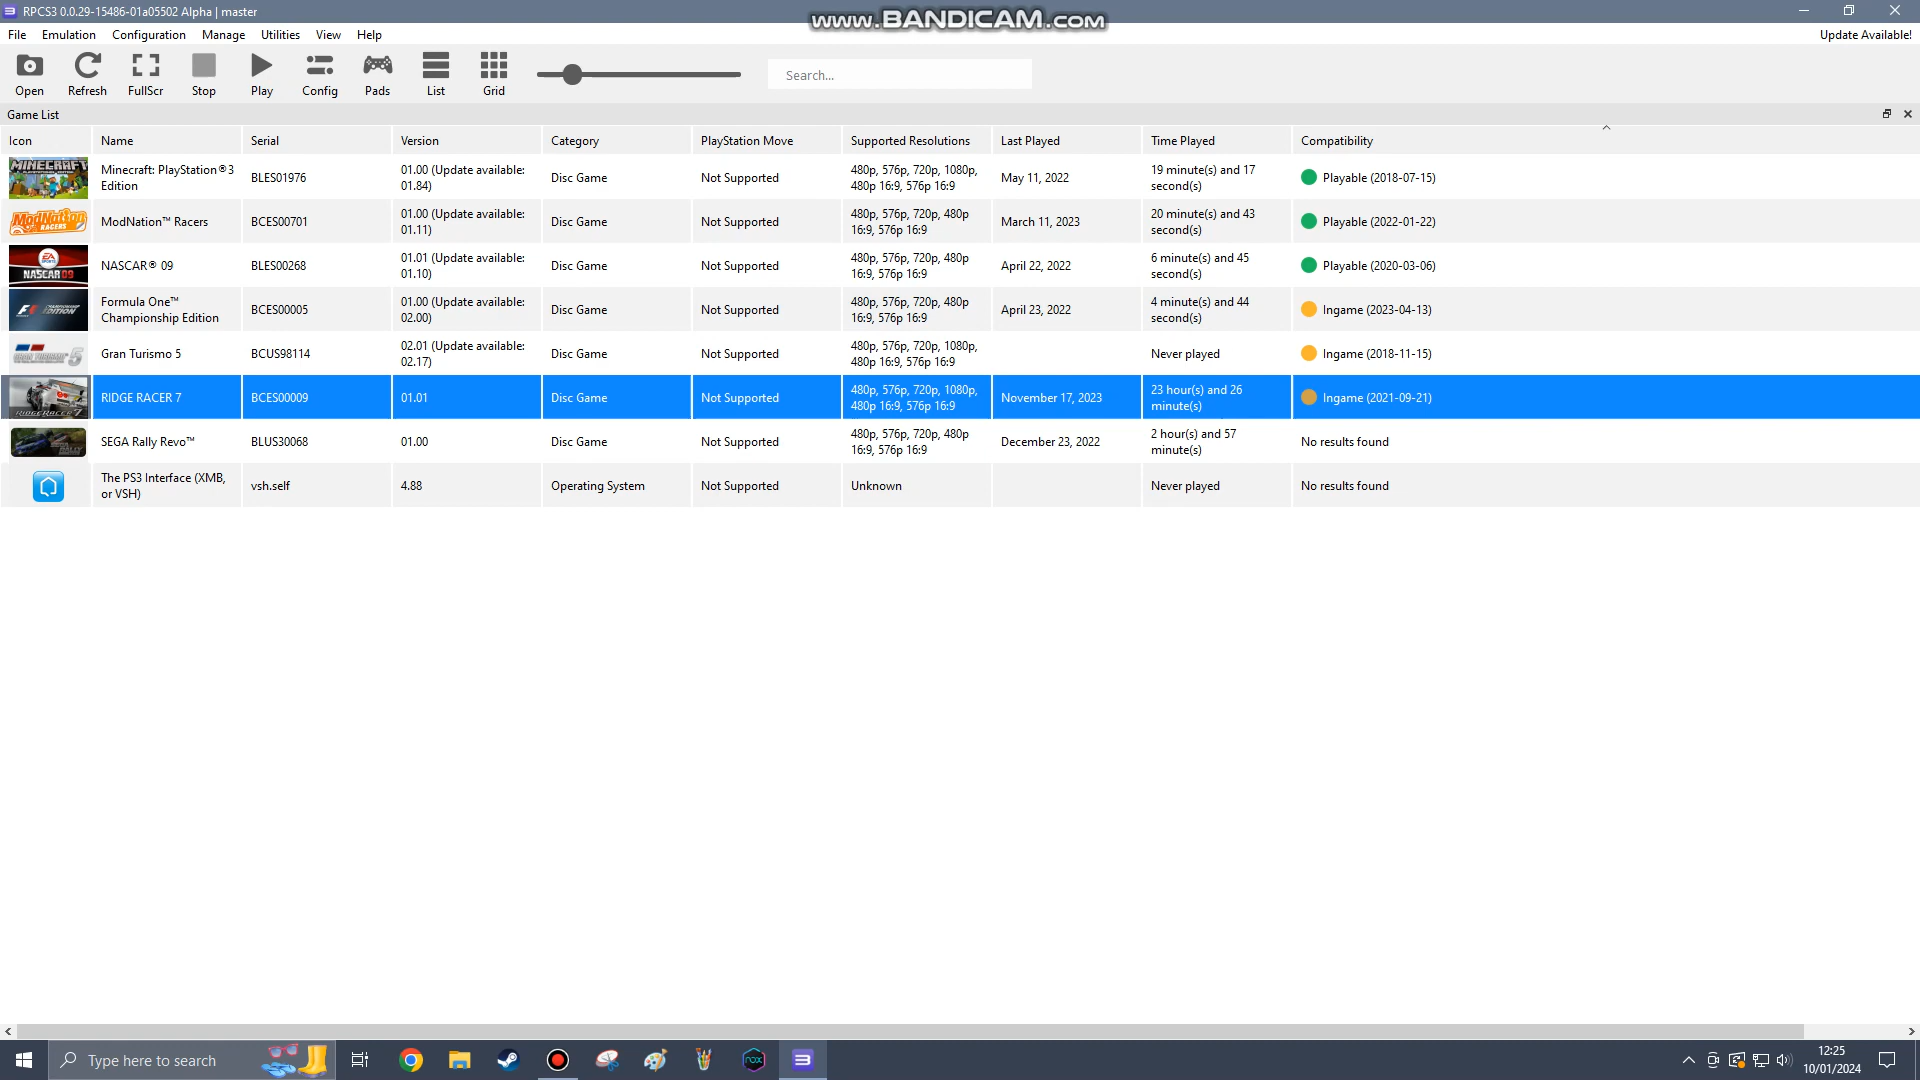 RPCS3 0.0.29-15486-01a05502 Alpha | master
www.BANDICAM.com
File Emulation Configuration Manage Utilities View Help Update Available!
Open Refresh FullScr Stop Play Config Pads List Grid Search...
Game List
Icon Name Serial Version Category PlayStation Move Supported Resolutions Last Played Time Played Compatibility
MINECRAFT
Minecraft: PlayStation®3 Edition BLES01976 01.00 (Update available: 01.84) Disc Game Not Supported 480p, 576p, 720p, 1080p, 480p 16:9, 576p 16:9 May 11, 2022 19 minute(s) and 17 second(s) Playable (2018-07-15)
ModNation RACERS
ModNation™ Racers BCES00701 01.00 (Update available: 01.11) Disc Game Not Supported 480p, 576p, 720p, 480p 16:9, 576p 16:9 March 11, 2023 20 minute(s) and 43 second(s) Playable (2022-01-22)
EA SPORTS
NASCAR 09
NASCAR® 09 BLES00268 01.01 (Update available: 01.10) Disc Game Not Supported 480p, 576p, 720p, 480p 16:9, 576p 16:9 April 22, 2022 6 minute(s) and 45 second(s) Playable (2020-03-06)
Formula One™ Championship Edition BCES00005 01.00 (Update available: 02.00) Disc Game Not Supported 480p, 576p, 720p, 480p 16:9, 576p 16:9 April 23, 2022 4 minute(s) and 44 second(s) Ingame (2023-04-13)
Gran Turismo 5 BCUS98114 02.01 (Update available: 02.17) Disc Game Not Supported 480p, 576p, 720p, 1080p, 480p 16:9, 576p 16:9 Never played Ingame (2018-11-15)
RIDGE RACER 7
RIDGE RACER 7 BCES00009 01.01 Disc Game Not Supported 480p, 576p, 720p, 1080p, 480p 16:9, 576p 16:9 November 17, 2023 23 hour(s) and 26 minute(s) Ingame (2021-09-21)
SEGA Rally Revo™ BLUS30068 01.00 Disc Game Not Supported 480p, 576p, 720p, 480p 16:9, 576p 16:9 December 23, 2022 2 hour(s) and 57 minute(s) No results found
The PS3 Interface (XMB, or VSH) vsh.self 4.88 Operating System Not Supported Unknown Never played No results found
Type here to search
nox
12:25
10/01/2024